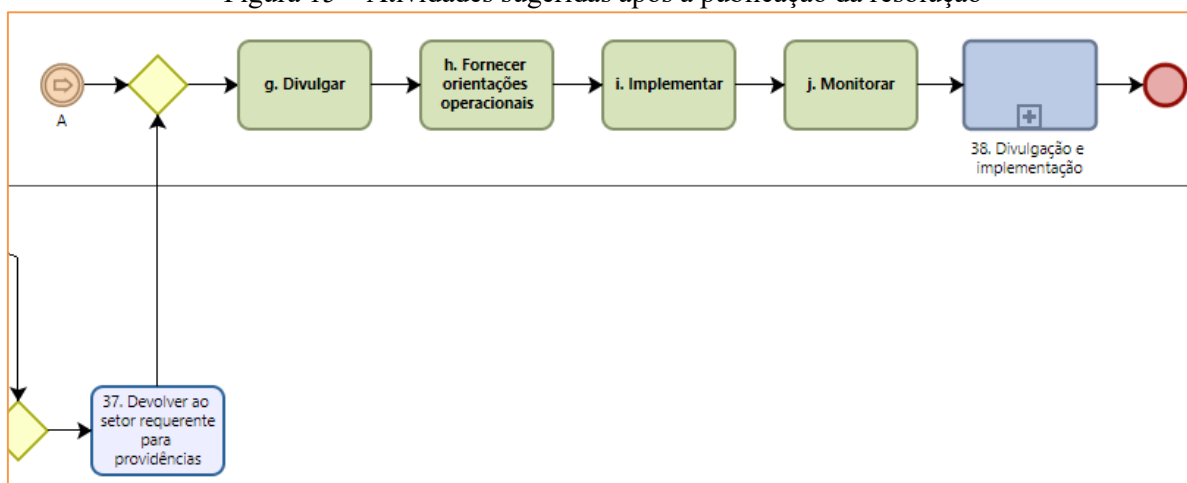 Figura 15 – Atividades sugeridas após a publicação da resolução
A
g. Divulgar
h. Fornecer
orientações
operacionais
i. Implementar
j. Monitorar
38. Divulgação e
implementação
37. Devolver ao
setor requerente
para
providências